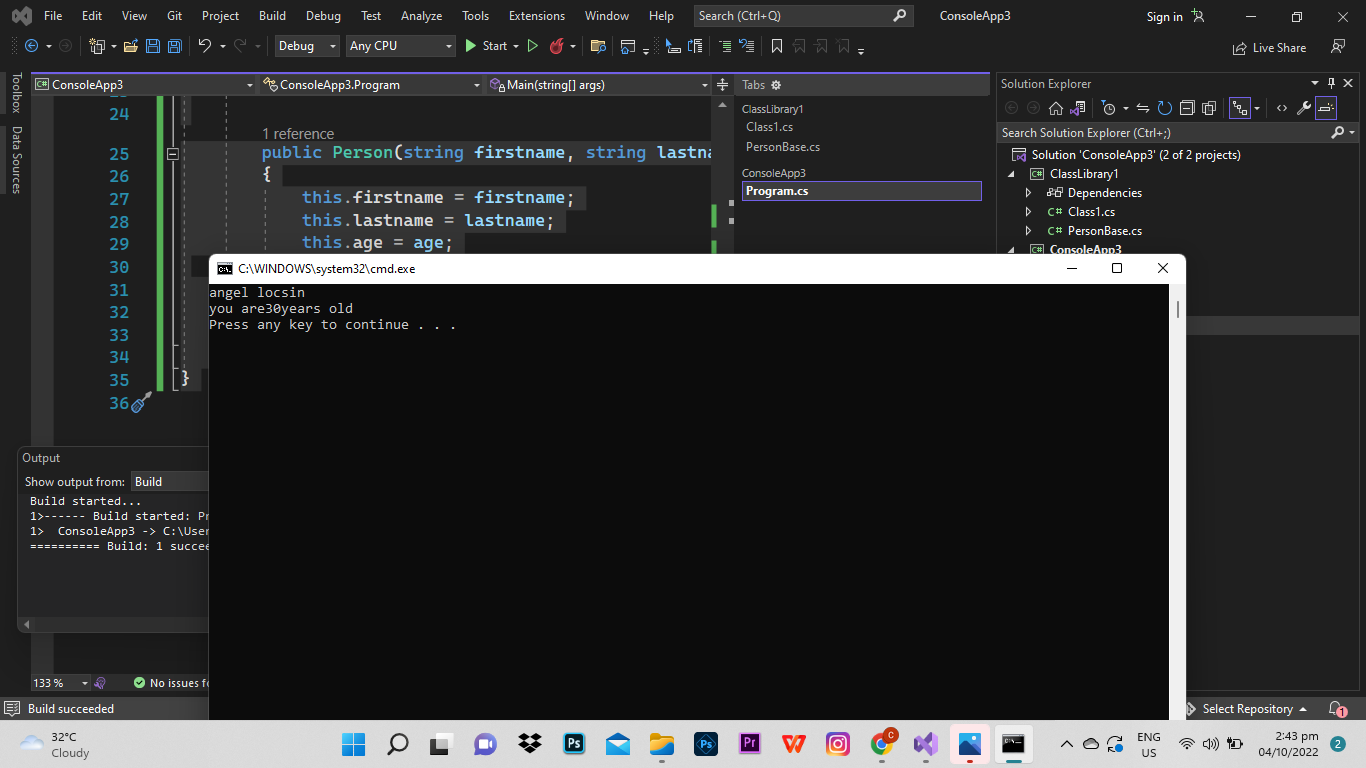 File Edit View Git Project Build Debug Test Analyze Tools Extensions Window Help Search (Ctrl+Q) ConsoleApp3 Sign in
Debug Any CPU Start Live Share
Toolbox
Data Sources
C# ConsoleApp3 ConsoleApp3.Program Main(string[] args)
24
1 reference
25 public Person(string firstname, string lastna
26 {
27 this.firstname = firstname;
28 this.lastname = lastname;
29 this.age = age;
30
31
32
33
34
35 }
36
Tabs
ClassLibrary1
Class1.cs
PersonBase.cs
ConsoleApp3
Program.cs
Solution Explorer
Search Solution Explorer (Ctrl+;)
Solution 'ConsoleApp3' (2 of 2 projects)
C# ClassLibrary1
Dependencies
C# Class1.cs
C# PersonBase.cs
C# ConsoleApp3
C:\WINDOWS\system32\cmd.exe
angel locsin
you are30years old
Press any key to continue . . .
Output
Show output from: Build
Build started...
1>------ Build started: Pr
1> ConsoleApp3 -> C:\User
========== Build: 1 succee
133 % No issues fo
Build succeeded
Select Repository 1
32°C
Cloudy
Ps Ps Pr C
ENG
US
2:43 pm
04/10/2022
2